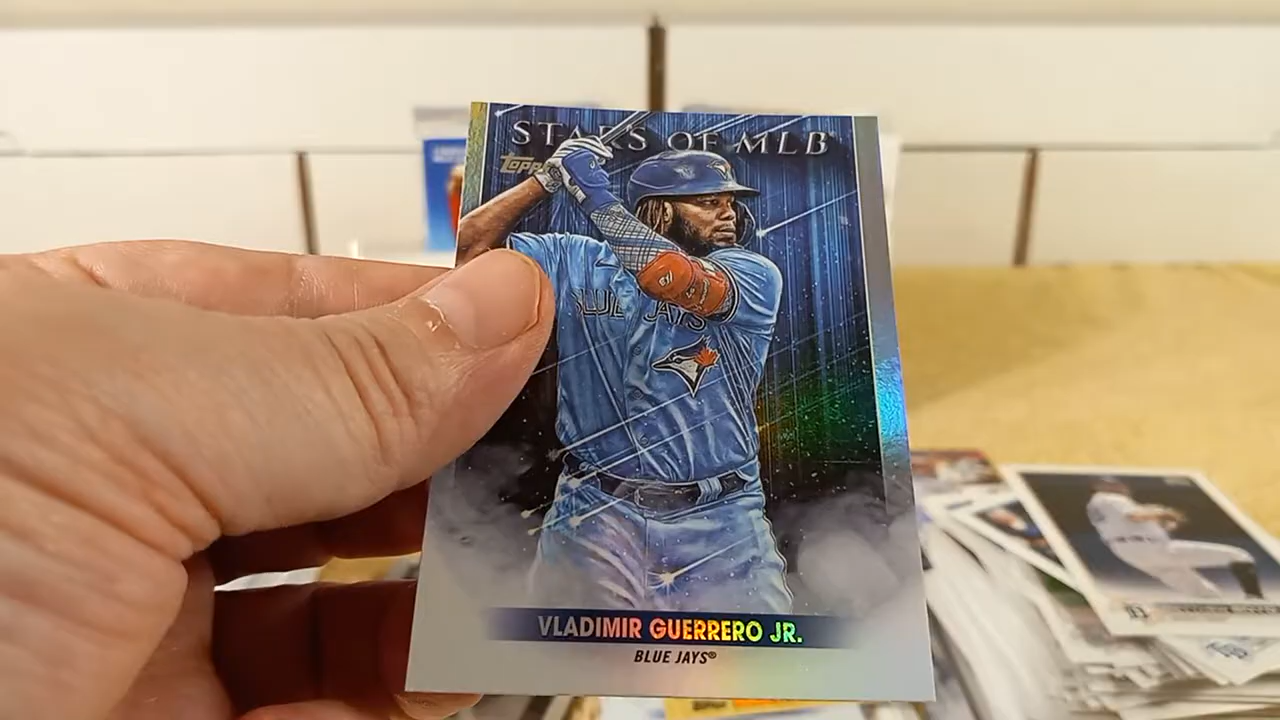 STARS OF MLB
TOPPS
BLUE JAYS
VLADIMIR GUERRERO JR.
BLUE JAYS®